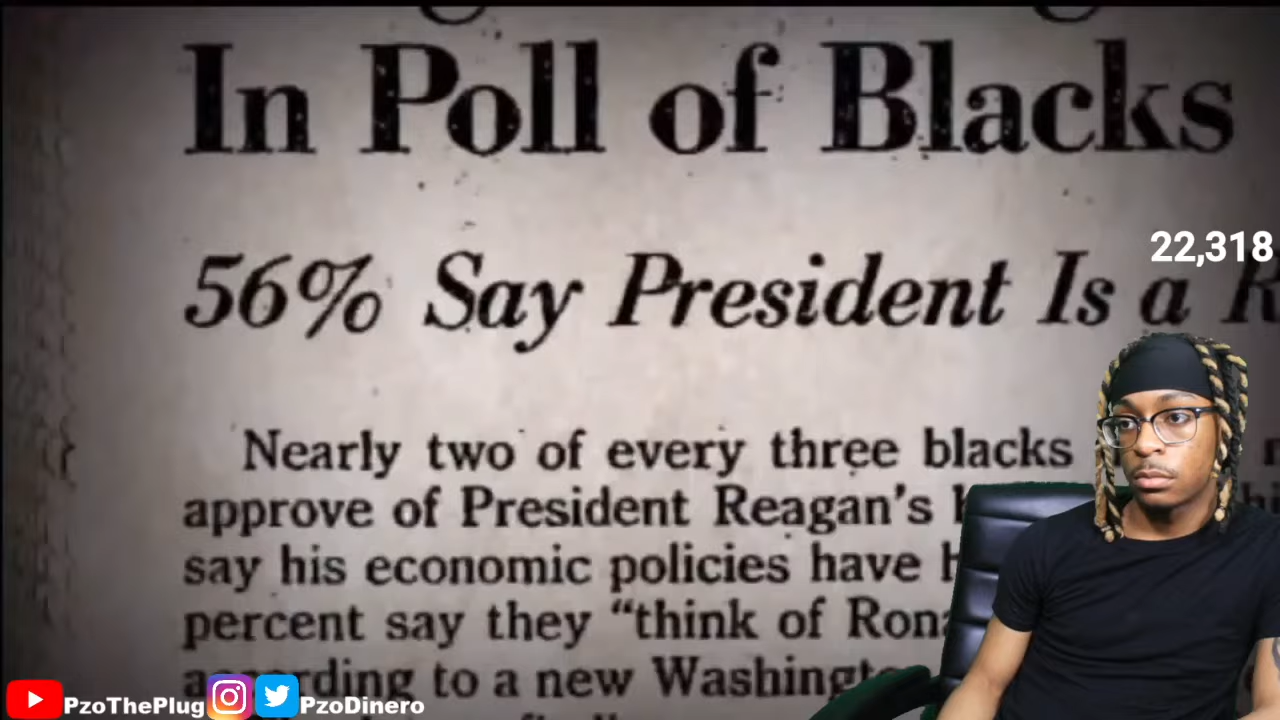 In Poll of Blacks
56% Say President Is a
22,318
Nearly two of every three blacks
approve of President Reagan's
say his economic policies have
percent say they “think of
to a new
PzoThePlug
PzoDinero